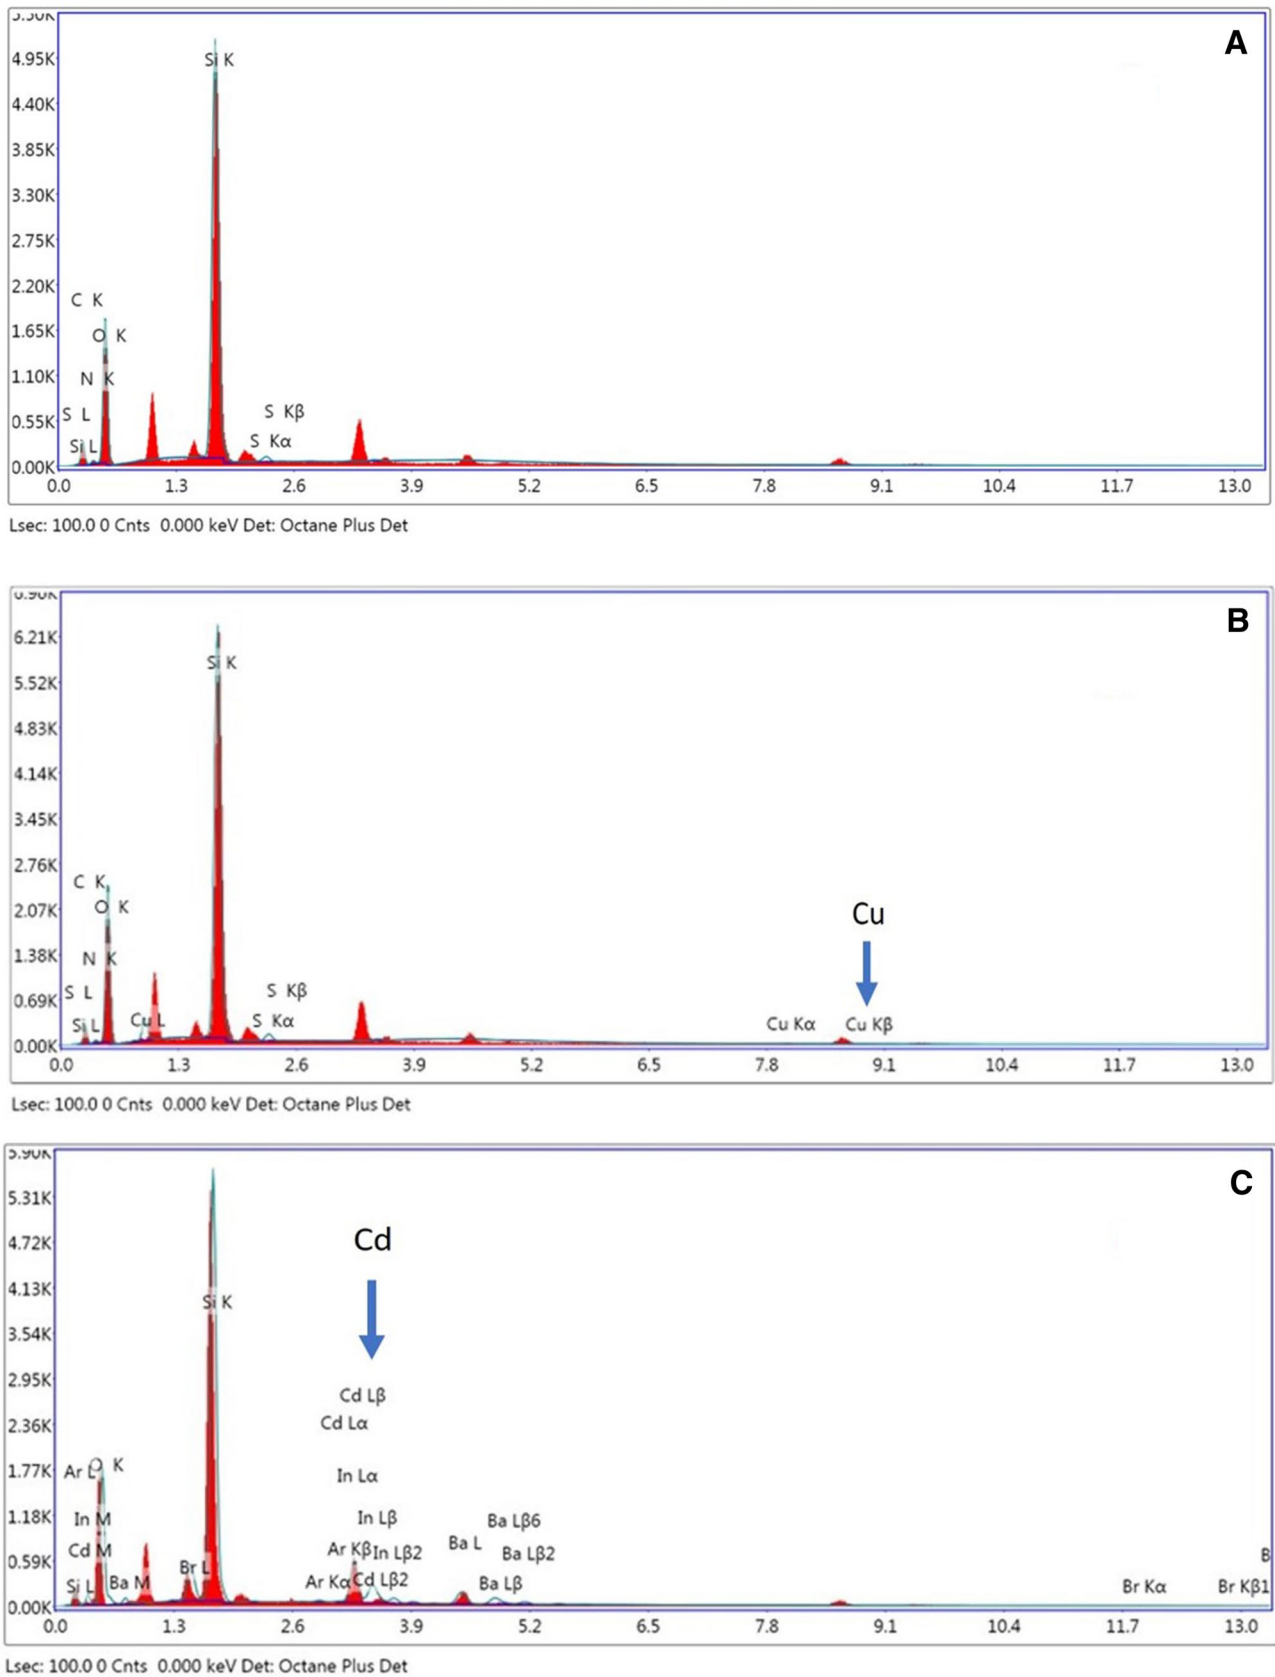 A
5.50K
4.95K
Si K
4.40K
3.85K
3.30K
2.75K
2.20K
C K
1.65K
O K
1.10K
N K
0.55K
S L
S Kβ
Si L
S Kα
0.00K
0.0 1.3 2.6 3.9 5.2 6.5 7.8 9.1 10.4 11.7 13.0
Lsec: 100.0 0 Cnts 0.000 keV Det: Octane Plus Det
B
6.90K
6.21K
Si K
5.52K
4.83K
4.14K
3.45K
2.76K
C K
2.07K
O K
Cu
1.38K
N K
0.69K
S L
S Kβ
Si L
Cu L
S Kα
Cu Kα
Cu Kβ
0.00K
0.0 1.3 2.6 3.9 5.2 6.5 7.8 9.1 10.4 11.7 13.0
Lsec: 100.0 0 Cnts 0.000 keV Det: Octane Plus Det
C
5.90K
5.31K
4.72K
Cd
4.13K
Si K
3.54K
2.95K
Cd Lβ
2.36K
Cd Lα
1.77K
Ar L
O K
In Lα
1.18K
In M
In Lβ
Ba Lβ6
Cd M
Ar Kβ
In Lβ2
Ba L
Ba Lβ2
B
0.59K
Br L
Si L
Ba M
Ar Kα
Cd Lβ2
Ba Lβ
Br Kα
Br Kβ1
0.00K
0.0 1.3 2.6 3.9 5.2 6.5 7.8 9.1 10.4 11.7 13.0
Lsec: 100.0 0 Cnts 0.000 keV Det: Octane Plus Det